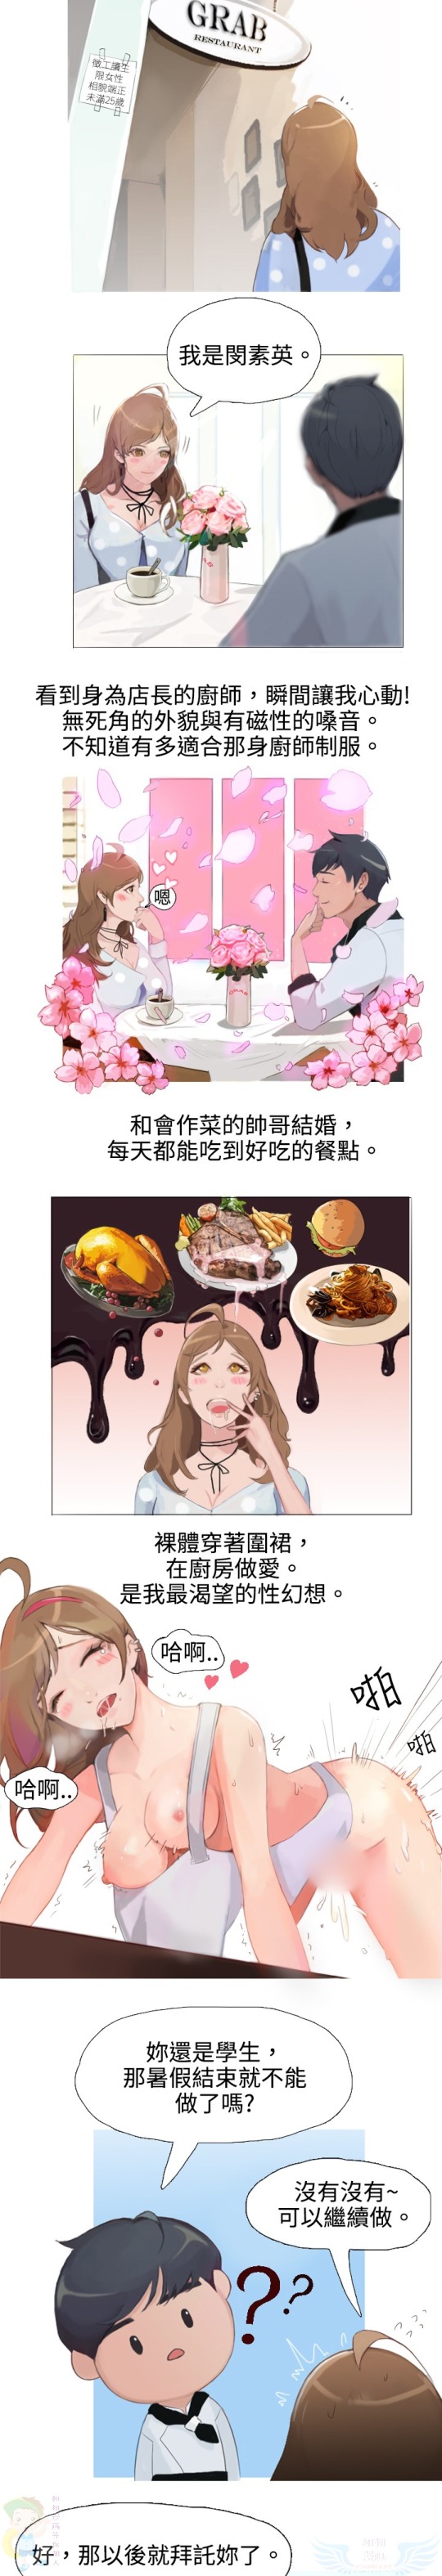 GRAB
RESTAURANT
徵工讀生
限女性
相貌端正
未滿25歲
我是閔素英。
看到身為店長的廚師，瞬間讓我心動!
無死角的外貌與有磁性的嗓音。
不知道有多適合那身廚師制服。
嗯
和會作菜的帥哥結婚，
每天都能吃到好吃的餐點。
裸體穿著圍裙，
在廚房做愛。
是我最渴望的性幻想。
哈啊..
啪
啪
哈啊..
妳還是學生，
那暑假結束就不能
做了嗎?
沒有沒有~
可以繼續做。
??
好，那以後就拜託妳了。